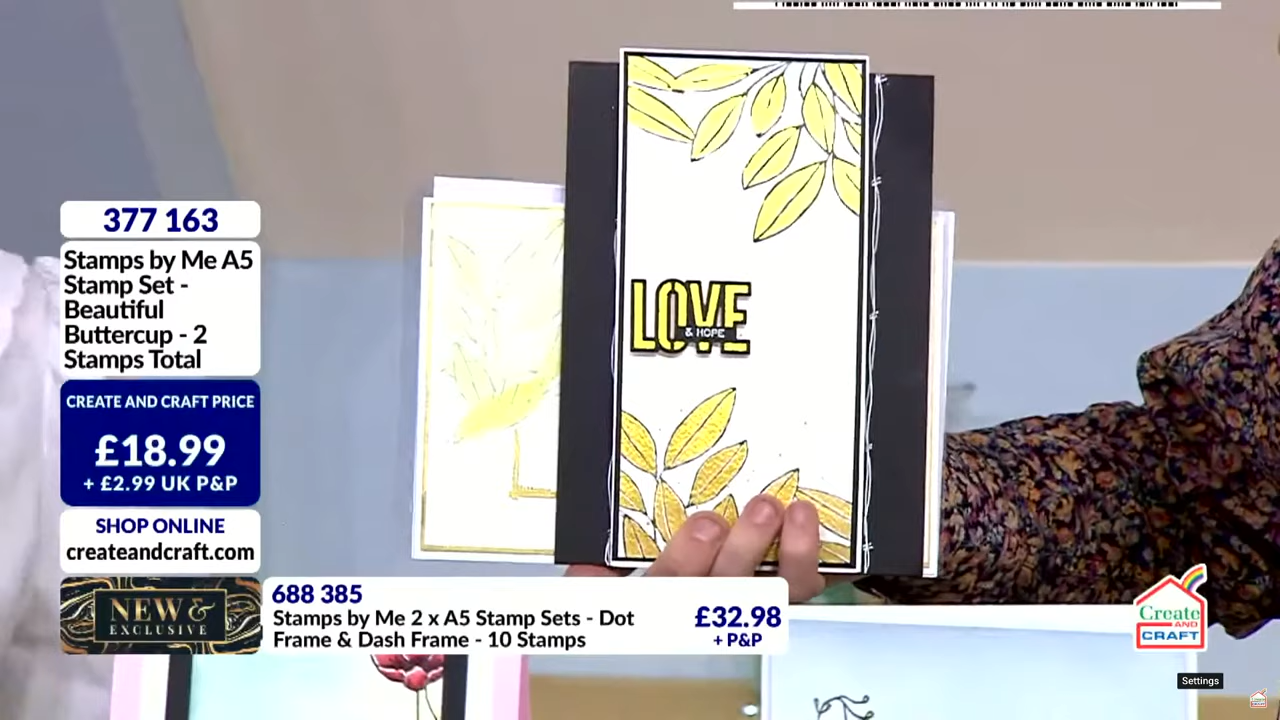 377 163
Stamps by Me A5
Stamp Set -
Beautiful
Buttercup - 2
Stamps Total
CREATE AND CRAFT PRICE
£18.99
+ £2.99 UK P&P
SHOP ONLINE
createandcraft.com
LOVE
& HOPE
NEW &
EXCLUSIVE
688 385
Stamps by Me 2 x A5 Stamp Sets - Dot
Frame & Dash Frame - 10 Stamps
£32.98
+ P&P
Create
AND
CRAFT
Settings